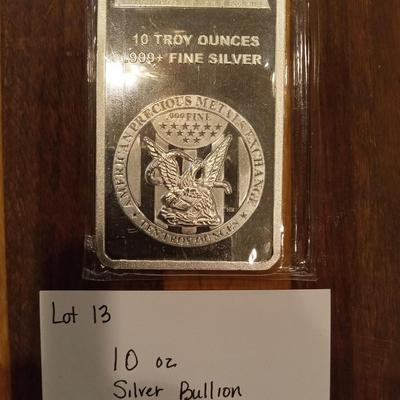 10 TROY OUNCES
.999+ FINE SILVER
AMERICAN PRECIOUS METALS EXCHANGE
.999 FINE
TEN TROY OUNCES
Lot 13
10 oz
Silver Bullion